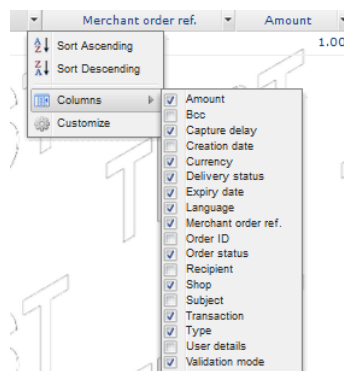 Merchant order ref. Amount
1.00
Sort Ascending
Sort Descending
Columns
Customize
Amount
Bcc
Capture delay
Creation date
Currency
Delivery status
Expiry date
Language
Merchant order ref.
Order ID
Order status
Recipient
Shop
Subject
Transaction
Type
User details
Validation mode